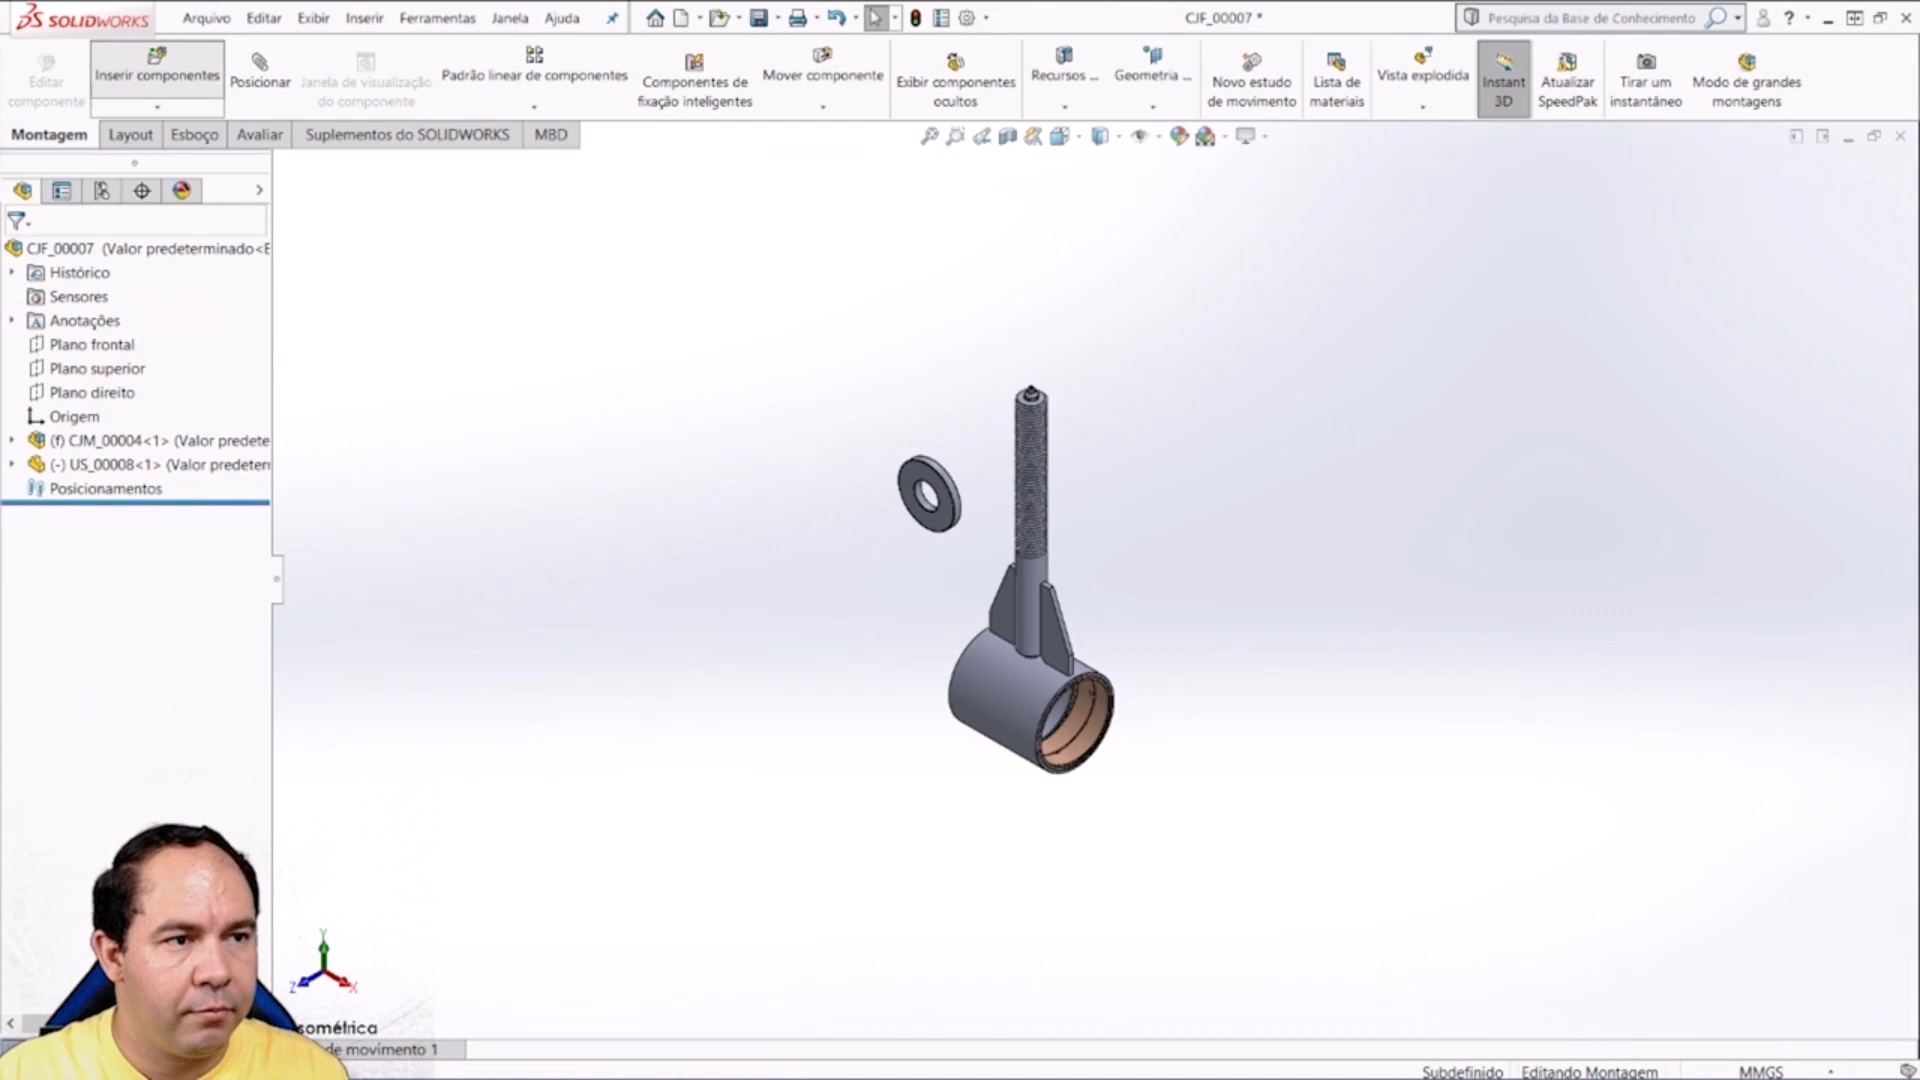 SOLIDWORKS Arquivo Editar Exibir Inserir Ferramentas Janela Ajuda CJF_00007 * Pesquisa da Base de Conhecimento ?
Editar componente
Inserir componentes
Posicionar
Janela de visualização do componente
Padrão linear de componentes
Componentes de fixação inteligentes
Mover componente
Exibir componentes ocultos
Recursos ...
Geometria ...
Novo estudo de movimento
Lista de materiais
Vista explodida
Instant 3D
Atualizar SpeedPak
Tirar um instantâneo
Modo de grandes montagens
Montagem Layout Esboço Avaliar Suplementos do SOLIDWORKS MBD
CJF_00007 (Valor predeterminado<E
Histórico
Sensores
Anotações
Plano frontal
Plano superior
Plano direito
Origem
(f) CJM_00004<1> (Valor predete
(-) US_00008<1> (Valor predeter
Posicionamentos
Y
Z X
sométrica
de movimento 1
Subdefinido Editando Montagem MMGS